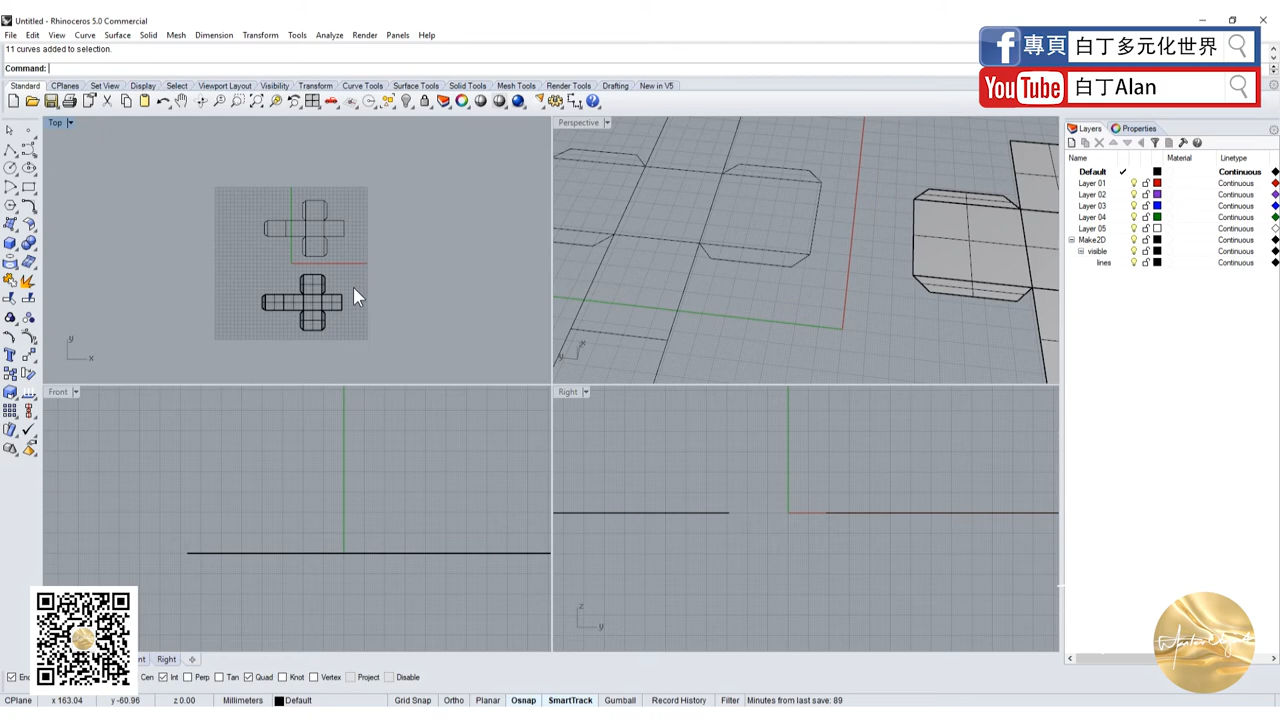 Untitled - Rhinoceros 5.0 Commercial
File Edit View Curve Surface Solid Mesh Dimension Transform Tools Analyze Render Panels Help
11 curves added to selection.
Command:
專頁 白丁多元化世界
YouTube 白丁Alan
Standard CPlanes Set View Display Select Viewport Layout Visibility Transform Curve Tools Surface Tools Solid Tools Mesh Tools Render Tools Drafting New in V5
Top
Perspective
Layers Properties
Name Material Linetype
Default Continuous
Layer 01 Continuous
Layer 02 Continuous
Layer 03 Continuous
Layer 04 Continuous
Layer 05 Continuous
Make2D Continuous
visible Continuous
lines Continuous
y
x
z
y
Front
Right
z
y
Right
Cen Int Perp Tan Quad Knot Vertex Project Disable
CPlane x 163.04 y -60.96 z 0.00 Millimeters Default Grid Snap Ortho Planar Osnap SmartTrack Gumball Record History Filter Minutes from last save: 89